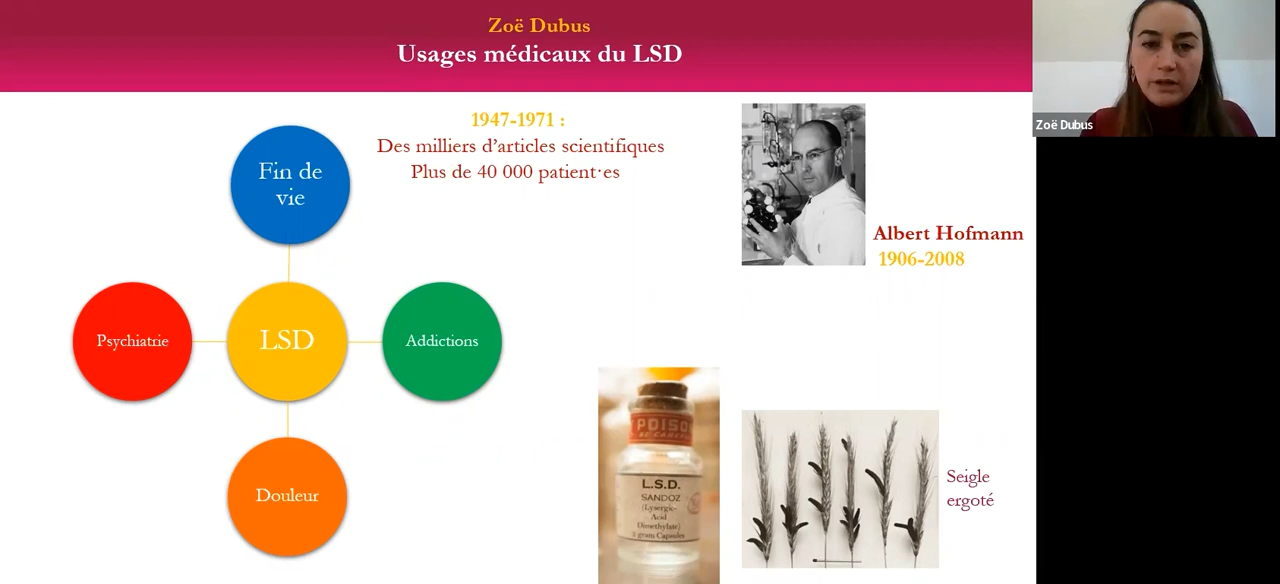 Zoë Dubus
Usages médicaux du LSD
Zoë Dubus
1947-1971 :
Des milliers d'articles scientifiques
Plus de 40 000 patient·es
Fin de
vie
Albert Hofmann
1906-2008
Psychiatrie
LSD
Addictions
Douleur
POISON
L.S.D.
SANDOZ
(Lysergic-
Acid
Seigle
ergoté